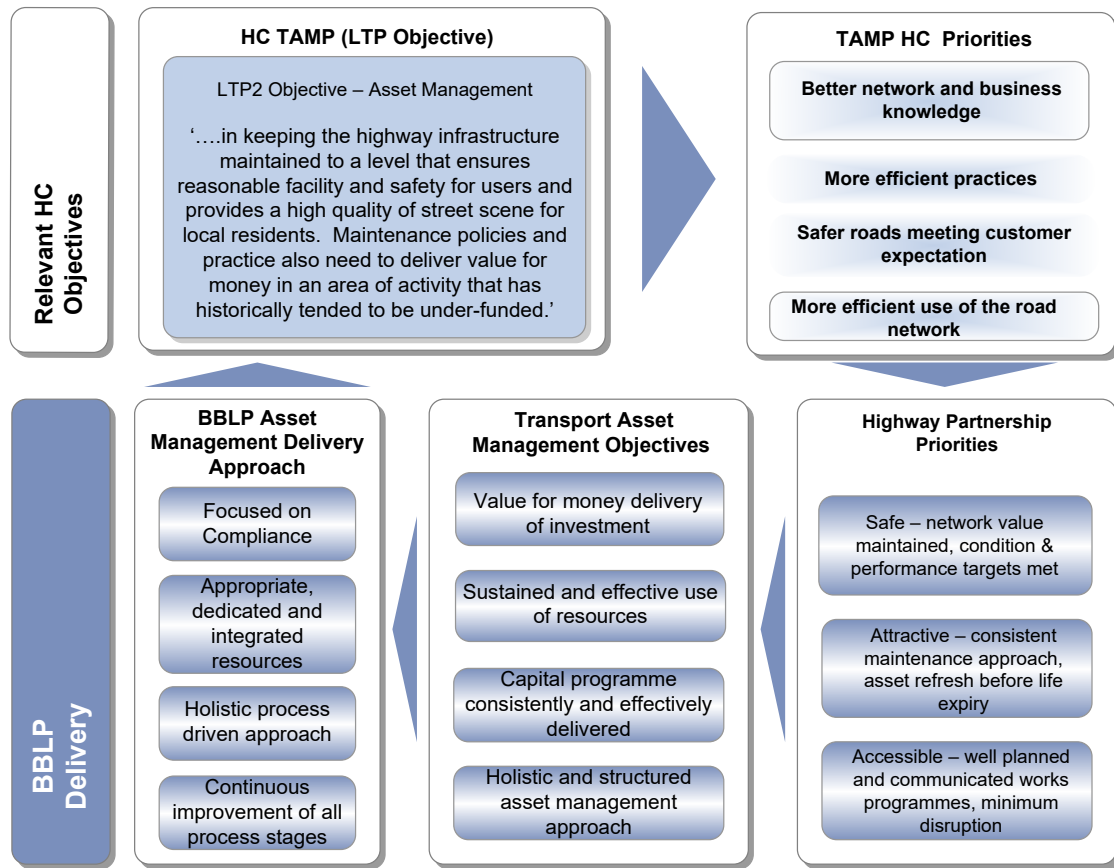 Relevant HC
Objectives
HC TAMP (LTP Objective)
LTP2 Objective – Asset Management
‘….in keeping the highway infrastructure
maintained to a level that ensures
reasonable facility and safety for users and
provides a high quality of street scene for
local residents.  Maintenance policies and
practice also need to deliver value for
money in an area of activity that has
historically tended to be under-funded.’
TAMP HC  Priorities
Better network and business
knowledge
More efficient practices
Safer roads meeting customer
expectation
More efficient use of the road
network
BBLP
Delivery
BBLP Asset
Management Delivery
Approach
Focused on
Compliance
Appropriate,
dedicated and
integrated
resources
Holistic process
driven approach
Continuous
improvement of all
process stages
Transport Asset
Management Objectives
Value for money delivery
of investment
Sustained and effective use
of resources
Capital programme
consistently and effectively
delivered
Holistic and structured
asset management
approach
Highway Partnership
Priorities
Safe – network value
maintained, condition &
performance targets met
Attractive – consistent
maintenance approach,
asset refresh before life
expiry
Accessible – well planned
and communicated works
programmes, minimum
disruption